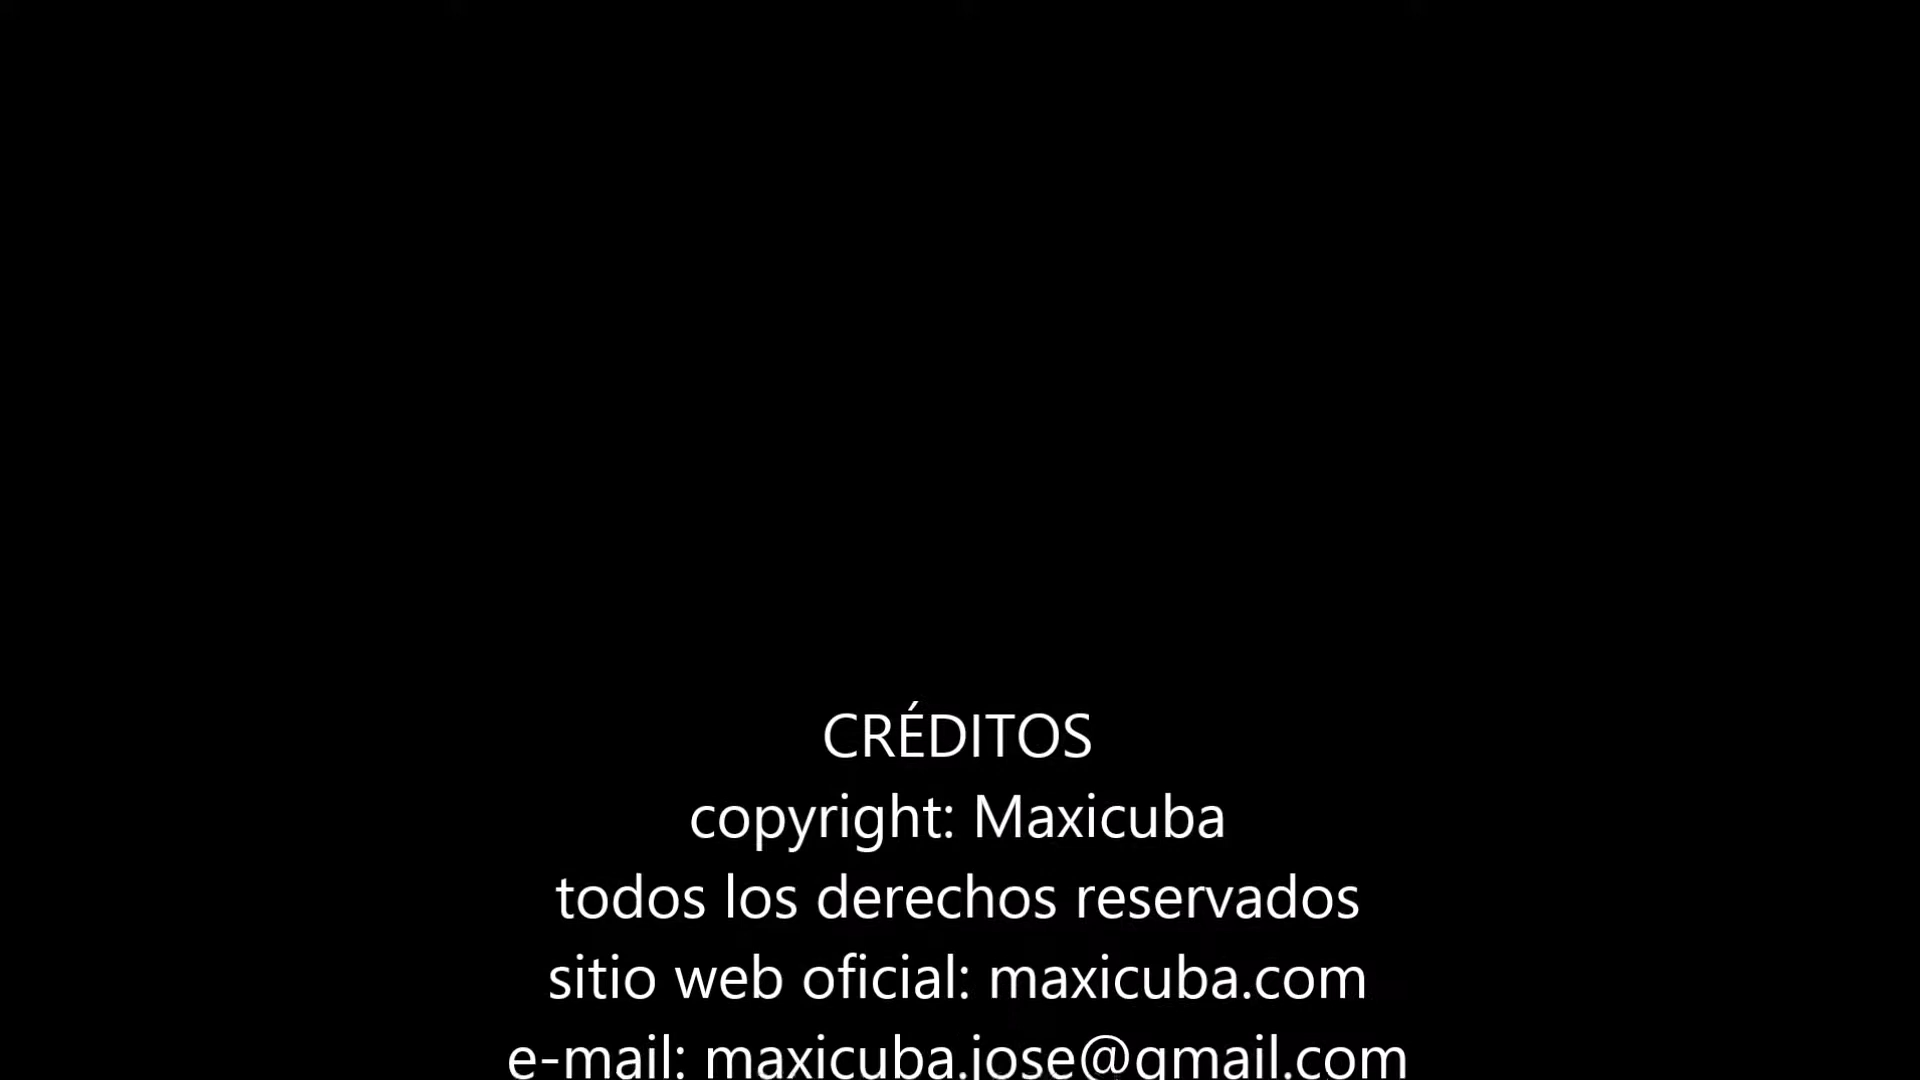 CRÉDITOS
copyright: Maxicuba
todos los derechos reservados
sitio web oficial: maxicuba.com
e-mail: maxicuba.jose@gmail.com